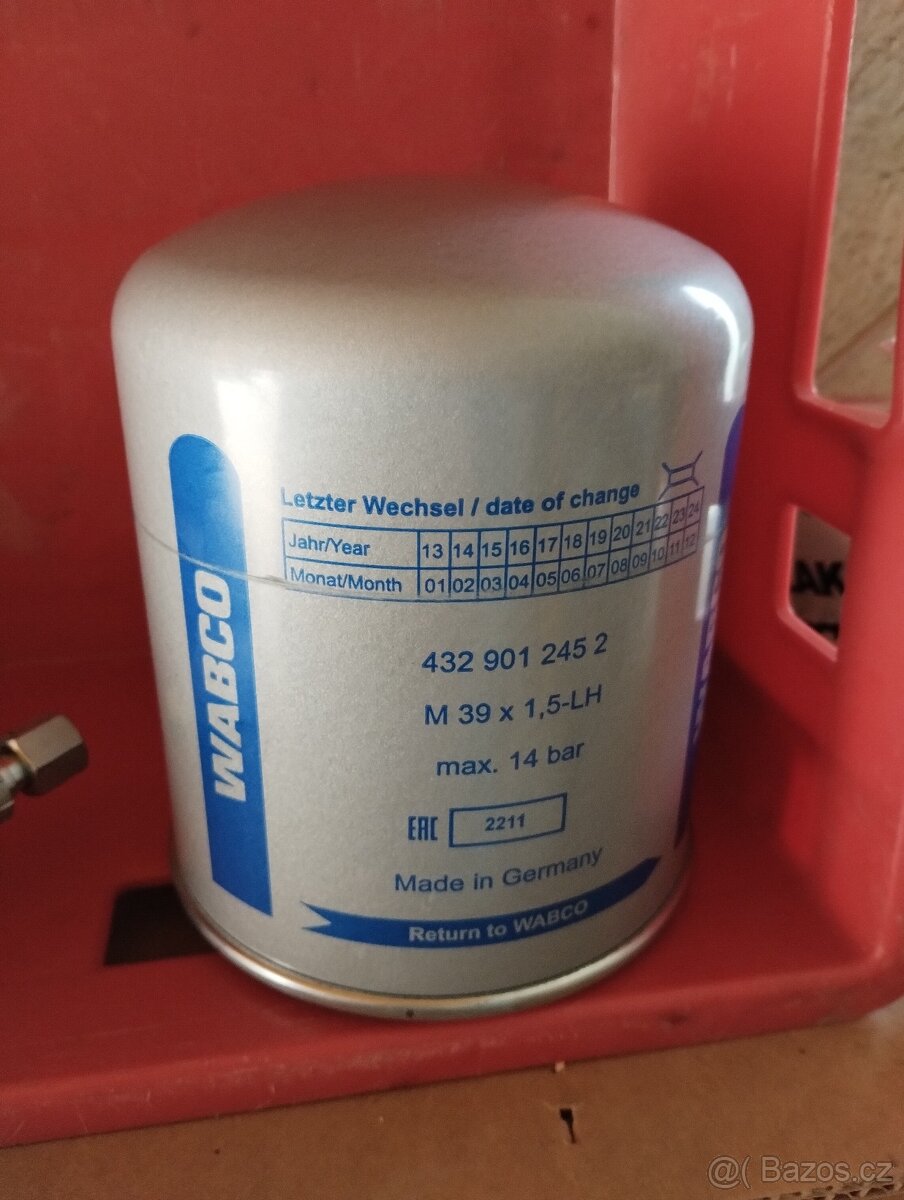 Letzter Wechsel / date of change
Jahr/Year 13 14 15 16 17 18 19 20 21 22 23 24
Monat/Month 01 02 03 04 05 06 07 08 09 10 11 12
WABCO
432 901 245 2
M 39 x 1,5-LH
max. 14 bar
EAC 2211
Made in Germany
Return to WABCO
AK
@( Bazos.cz